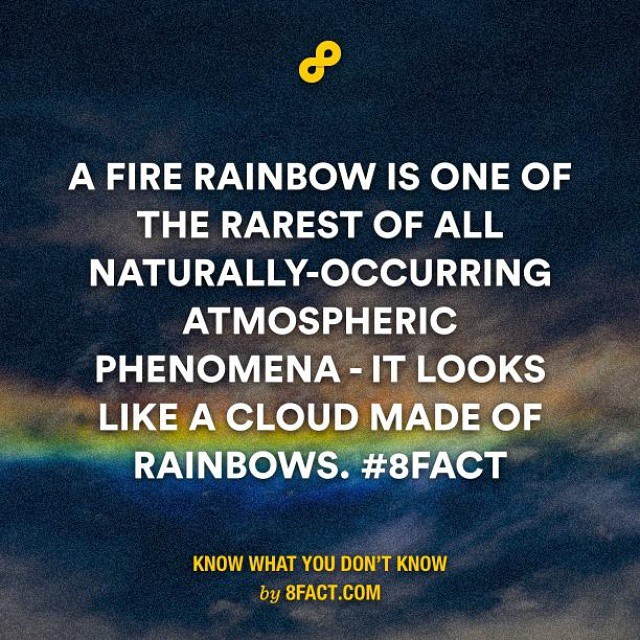 A FIRE RAINBOW IS ONE OF
THE RAREST OF ALL
NATURALLY-OCCURRING
ATMOSPHERIC
PHENOMENA - IT LOOKS
LIKE A CLOUD MADE OF
RAINBOWS. #8FACT
KNOW WHAT YOU DON'T KNOW
by 8FACT.COM